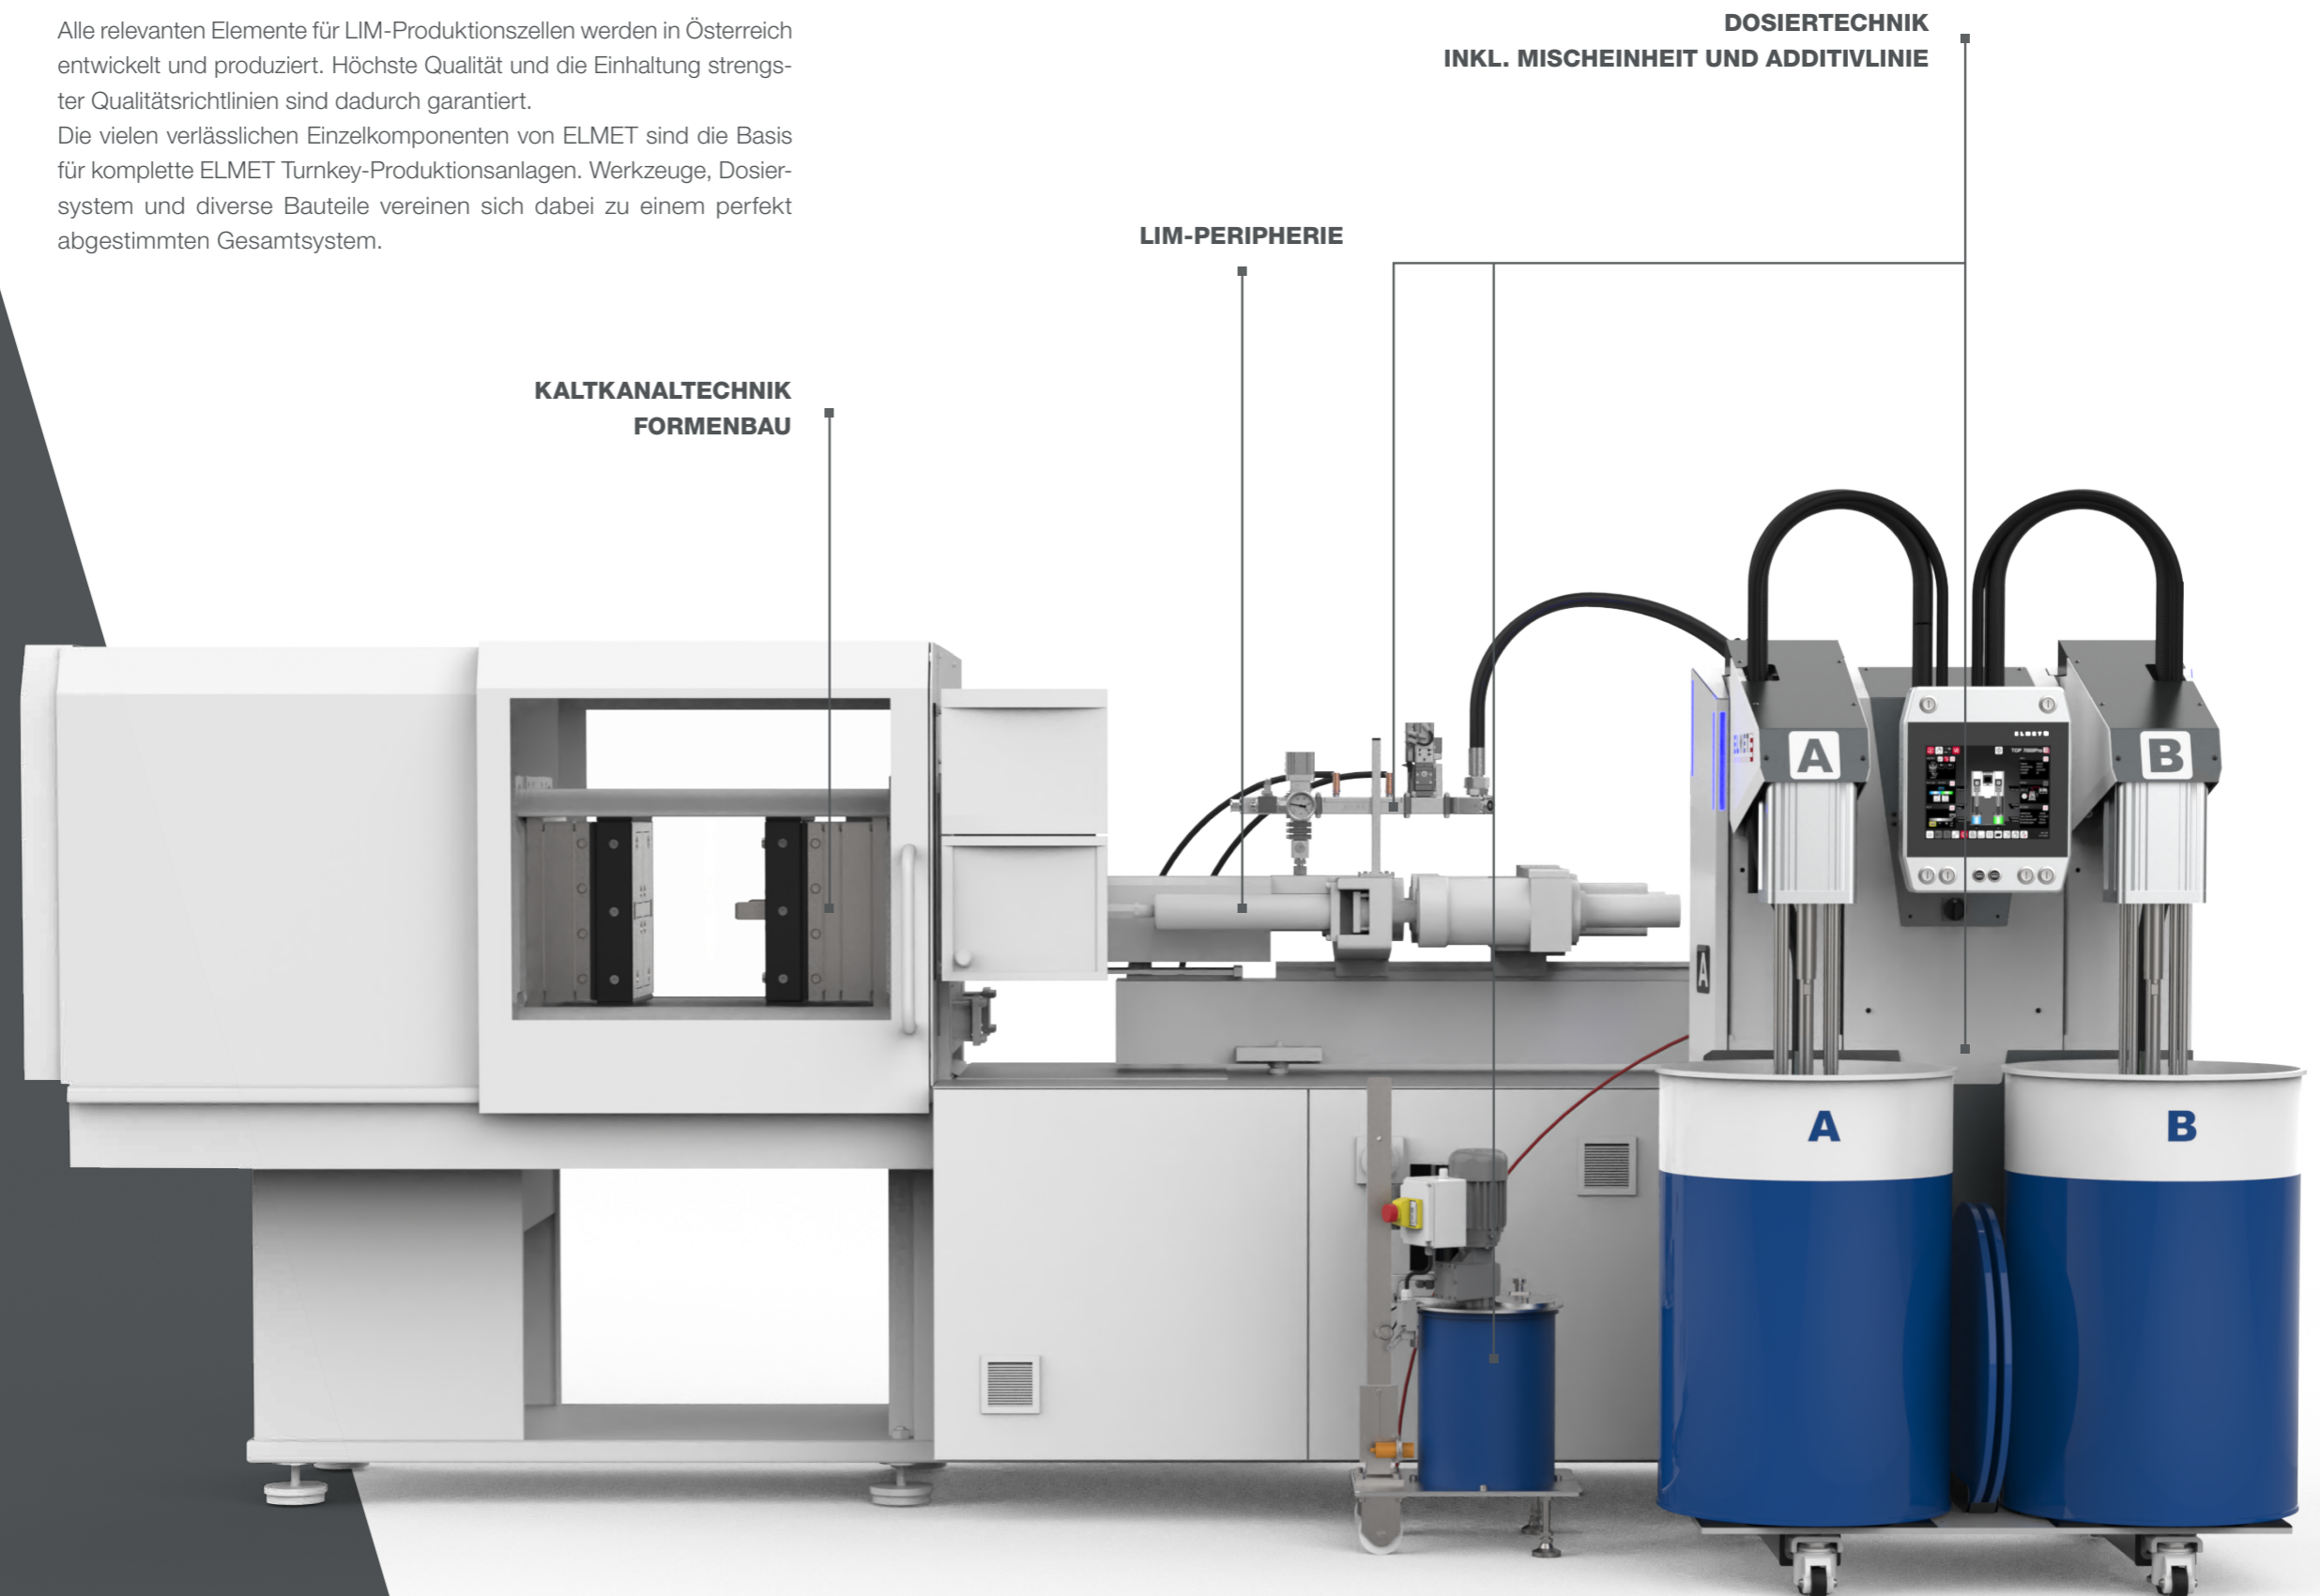 Alle relevanten Elemente für LIM-Produktionszellen werden in Österreich
entwickelt und produziert. Höchste Qualität und die Einhaltung strengs-
ter Qualitätsrichtlinien sind dadurch garantiert.
Die vielen verlässlichen Einzelkomponenten von ELMET sind die Basis
für komplette ELMET Turnkey-Produktionsanlagen. Werkzeuge, Dosier-
system und diverse Bauteile vereinen sich dabei zu einem perfekt
abgestimmten Gesamtsystem.
DOSIERTECHNIK
INKL. MISCHEINHEIT UND ADDITIVLINIE
LIM-PERIPHERIE
KALTKANALTECHNIK
FORMENBAU
A
B
ELMET
A
A
B